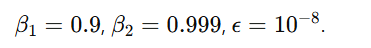 β₁ = 0.9, β₂ = 0.999, ϵ = 10⁻⁸.